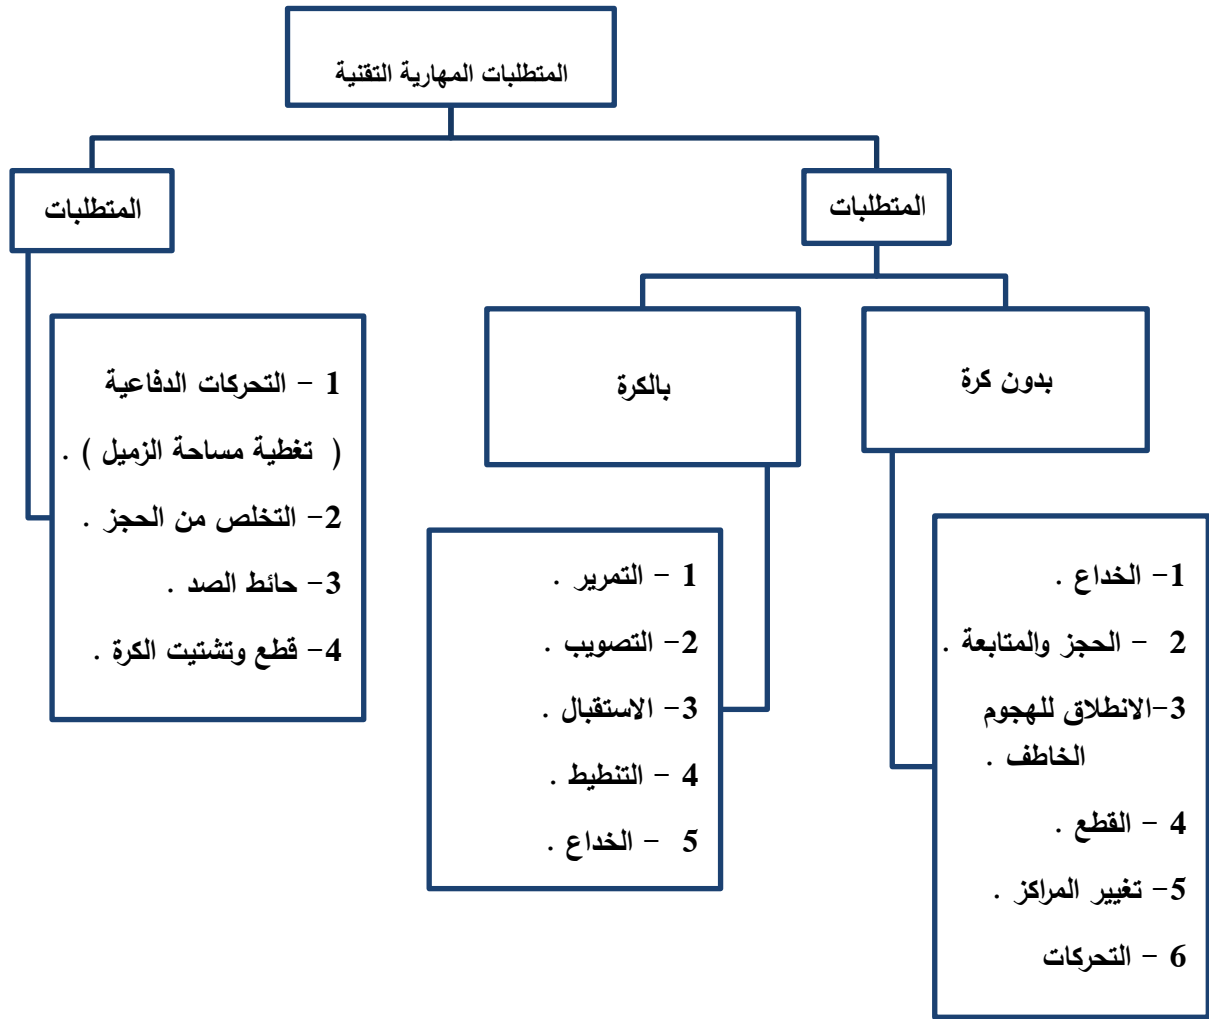 المتطلبات المهارية التقنية
المتطلبات
المتطلبات
بدون كرة
بالكرة
1- الخداع .
2 - الحجز والمتابعة .
3-الانطلاق للهجوم
الخاطف .
4 - القطع .
5- تغيير المراكز .
6 - التحركات
1 - التمرير .
2- التصويب .
3- الاستقبال .
4 - التنطيط .
5 - الخداع .
1 - التحركات الدفاعية
( تغطية مساحة الزميل ) .
2- التخلص من الحجز .
3- حائط الصد .
4- قطع وتشتيت الكرة .